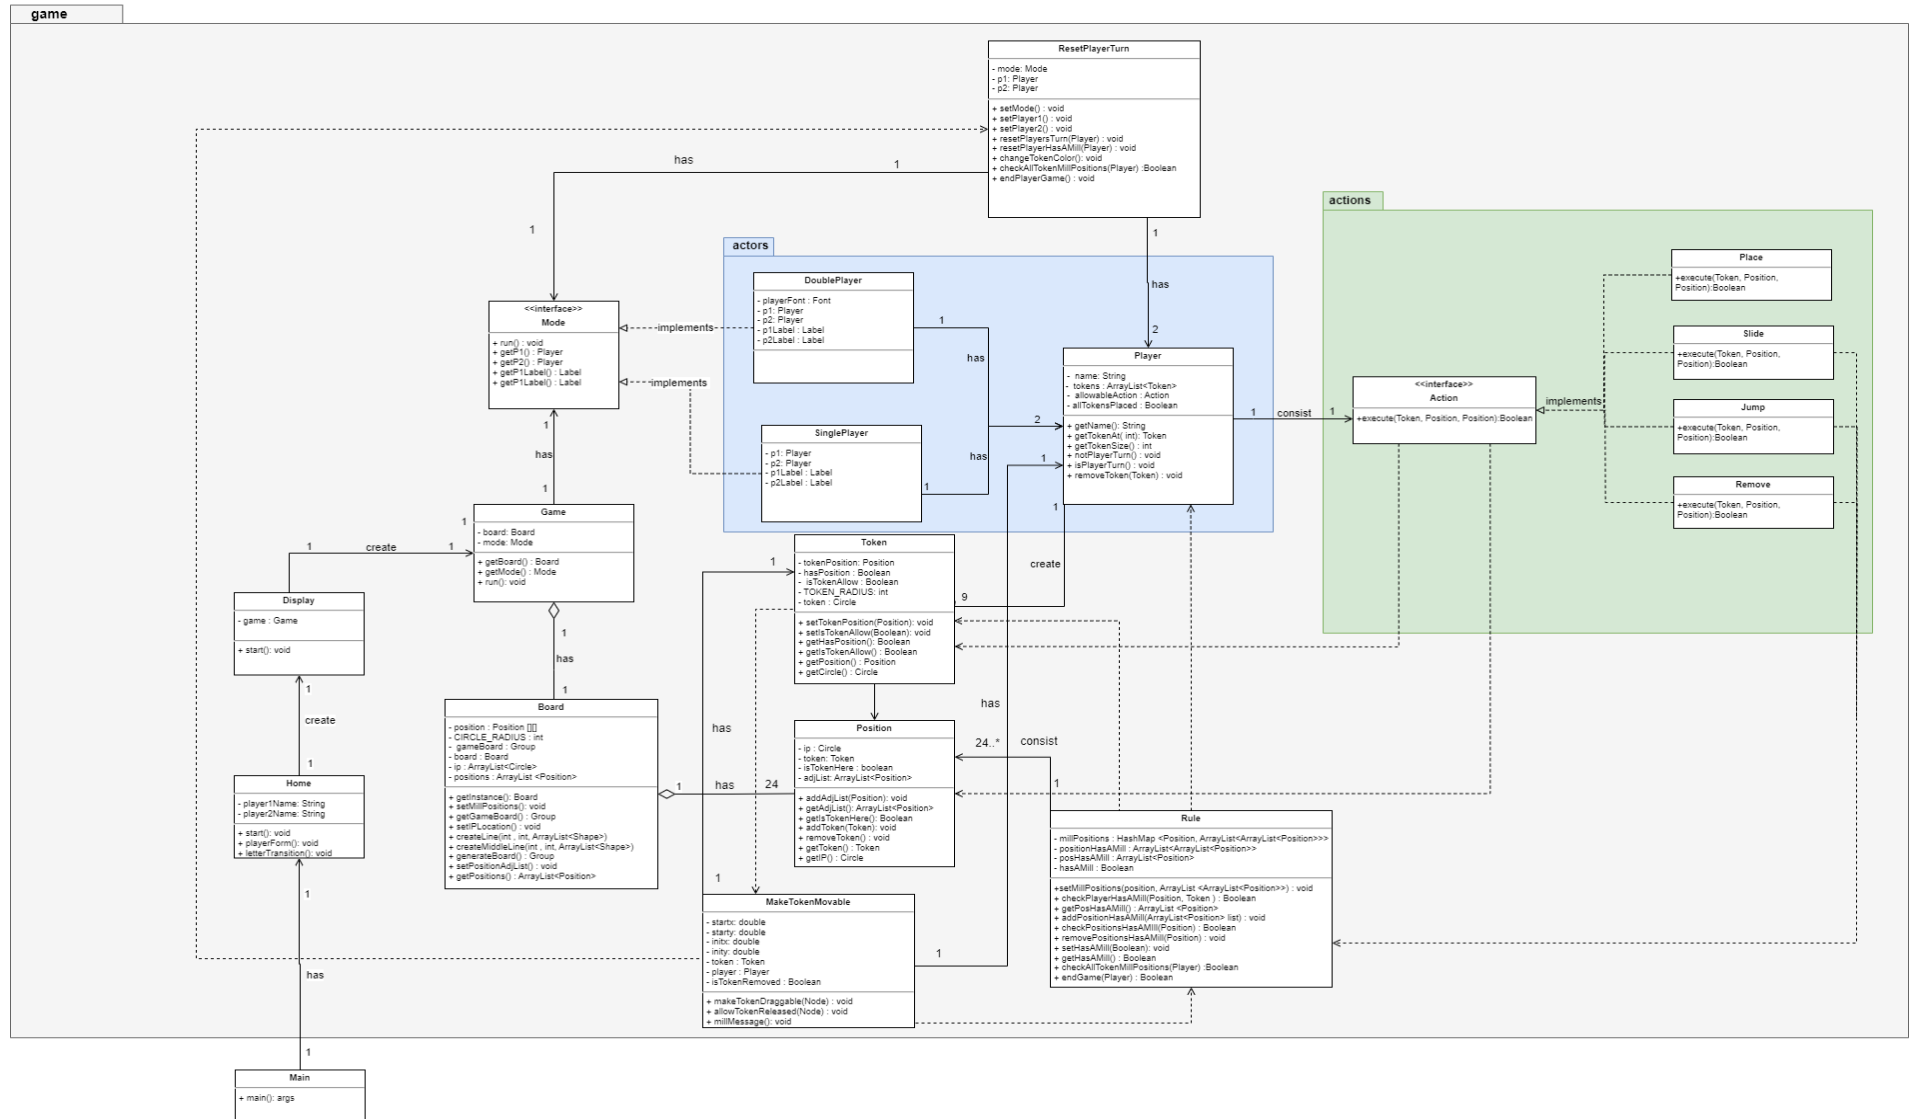 game
ResetPlayerTurn
- mode: Mode
- p1: Player
- p2: Player
+ setMode() : void
+ setPlayer1() : void
+ setPlayer2() : void
+ resetPlayersTurn(Player) : void
+ resetPlayerHasAMill(Player) : void
+ changeTokenColor(): void
+ checkAllTokenMillPositions(Player) :Boolean
+ endPlayerGame() : void
has
1
1
1
has
2
actors
DoublePlayer
- playerFont : Font
- p1: Player
- p2: Player
- p1Label : Label
- p2Label : Label
implements
implements
1
has
2
has
1
SinglePlayer
- p1: Player
- p2: Player
- p1Label : Label
- p2Label : Label
Player
- name: String
- tokens : ArrayList<Token>
- allowableAction : Action
- allTokensPlaced : Boolean
+ getName(): String
+ getTokenAt( int): Token
+ getTokenSize() : int
+ notPlayerTurn() : void
+ isPlayerTurn() : void
+ removeToken(Token) : void
1
1
consist
1
actions
<<interface>>
Action
+execute(Token, Position, Position):Boolean
implements
Place
+execute(Token, Position,
Position):Boolean
Slide
+execute(Token, Position,
Position):Boolean
Jump
+execute(Token, Position,
Position):Boolean
Remove
+execute(Token, Position,
Position):Boolean
<<interface>>
Mode
+ run() : void
+ getP1() : Player
+ getP2() : Player
+ getP1Label() : Label
+ getP1Label() : Label
1
has
1
Game
- board: Board
- mode: Mode
+ getBoard() : Board
+ getMode() : Mode
+ run(): void
1
1
create
1
Display
- game : Game
+ start(): void
1
create
1
Home
- player1Name: String
- player2Name: String
+ start(): void
+ playerForm(): void
+ letterTransition(): void
1
has
1
Main
+ main(): args
1
has
1
Board
- position : Position [][]
- CIRCLE_RADIUS : int
- gameBoard : Group
- board : Board
- ip : ArrayList<Circle>
- positions : ArrayList <Position>
+ getInstance(): Board
+ setMillPositions(): void
+ getGameBoard() : Group
+ setIPLocation() : void
+ createLine(int , int, ArrayList<Shape>)
+ createMiddleLine(int , int, ArrayList<Shape>)
+ generateBoard() : Group
+ setPositionAdjList() : void
+ getPositions() : ArrayList<Position>
1
has
24
Token
- tokenPosition: Position
- hasPosition : Boolean
- isTokenAllow : Boolean
- TOKEN_RADIUS: int
- token : Circle
+ setTokenPosition(Position): void
+ setIsTokenAllow(Boolean): void
+ getHasPosition(): Boolean
+ getIsTokenAllow() : Boolean
+ getPosition() : Position
+ getCircle() : Circle
1
9
create
1
has
1
Position
- ip : Circle
- token: Token
- isTokenHere : boolean
- adjList: ArrayList<Position>
+ addAdjList(Position): void
+ getAdjList(): ArrayList<Position>
+ getIsTokenHere(): Boolean
+ addToken(Token): void
+ removeToken() : void
+ getToken() : Token
+ getIP() : Circle
has
24..*
consist
1
MakeTokenMovable
- startx: double
- starty: double
- initx: double
- inity: double
- token : Token
- player : Player
- isTokenRemoved : Boolean
+ makeTokenDraggable(Node) : void
+ allowTokenReleased(Node) : void
+ millMessage(): void
1
Rule
- millPositions : HashMap <Position, ArrayList<ArrayList<Position>>>
- positionHasAMill : ArrayList<ArrayList<Position>>
- posHasAMill : ArrayList<Position>
- hasAMill : Boolean
+setMillPositions(position, ArrayList <ArrayList<Position>>) : void
+ checkPlayerHasAMill(Position, Token ) : Boolean
+ getPosHasAMill() : ArrayList <Position>
+ addPositionHasAMill(ArrayList<Position> list) : void
+ checkPositionsHasAMill(Position) : Boolean
+ removePositionsHasAMill(Position) : void
+ setHasAMill(Boolean): void
+ getHasAMill() : Boolean
+ checkAllTokenMillPositions(Player) :Boolean
+ endGame(Player) : Boolean